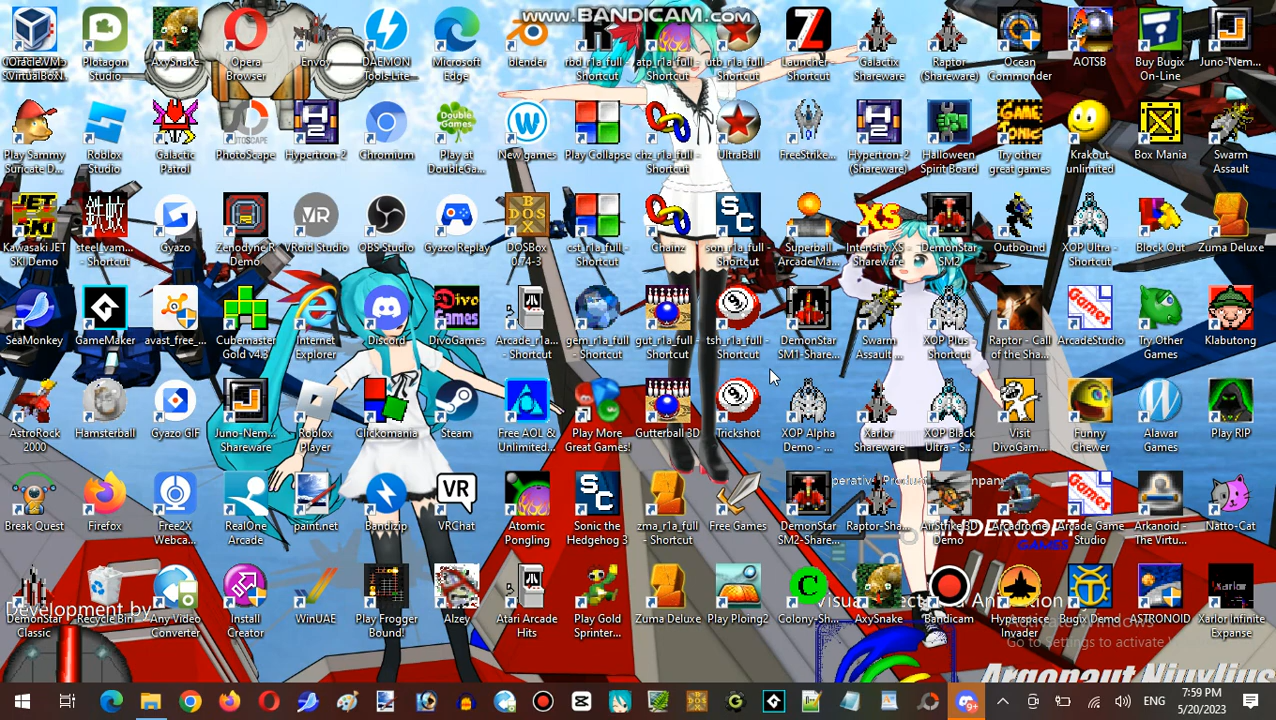 www.BANDICAM.com
Oracle VM VirtualBox
Plotagon Studio
AxySnake
Opera Browser
Envoy
DAEMON Tools Lite
Microsoft Edge
Blender
rbd_r1a_full - Shortcut
atp_r1a_full - Shortcut
utb_r1a_full - Shortcut
Launcher - Shortcut
Galactix Shareware
Raptor (Shareware)
Ocean Commonder
AOTSB
Buy Bugix On-Line
Juno-Nem...
Play Sammy Suricate D...
Roblox Studio
Galactic Patrol
PhotoScape
Hypertron-2
Chromium
Play at DoubleGa...
New games
Play Collapse
chz_r1a_full - Shortcut
UltraBall
FreeStrike...
Hypertron-2 (Shareware)
Halloween Spirit Board
Try other great games
Krakout unlimited
Box Mania
Swarm Assault
Kawasaki JET SKI Demo
steel_vam... - Shortcut
Gyazo
Zenodyne R Demo
VRoid Studio
OBS Studio
Gyazo Replay
DOSBox 0.74-3
cst_r1a_full - Shortcut
Chainz
son_r1a_full - Shortcut
Superball Arcade Ma...
Intensity XS - Shareware
DemonStar SM2
Outbound
XOP Ultra - Shortcut
Block Out
Zuma Deluxe
SeaMonkey
GameMaker
avast_free_...
Cubemaster Gold v4.3
Internet Explorer
Discord
DivoGames
Arcade_r1a... - Shortcut
gem_r1a_full - Shortcut
gut_r1a_full - Shortcut
tsh_r1a_full - Shortcut
DemonStar SM1-Share...
Swarm Assault ...
XOP Plus - Shortcut
Raptor - Call of the Sha...
ArcadeStudio
Try Other Games
Klabutong
AstroRock 2000
Hamsterball
Gyazo GIF
Juno-Nem... Shareware
Roblox Player
Clickomania
Steam
Free AOL & Unlimited...
Play More Great Games!
Gutterball 3D
Trickshot
XOP Alpha Demo - ...
Xarlor Shareware
XOP Black Ultra - S...
Visit DivoGam...
Funny Chewer
Alawar Games
Play RIP
Break Quest
Firefox
Free2X Webca...
RealOne Arcade
paint.net
Bandizip
VRChat
Atomic Pongling
Sonic the Hedgehog 3
zma_r1a_full - Shortcut
Free Games
DemonStar SM2-Share...
Raptor-Sha...
AirStrike 3D Demo
Arcadrome
Arcade Game Studio
Arkanoid - The Virtu...
Natto-Cat
GAMES
DemonStar Classic
Recycle Bin
Any Video Converter
Install Creator
WinUAE
Play Frogger Bound!
Alzey
Atari Arcade Hits
Play Gold Sprinter...
Zuma Deluxe
Play Ploing2
Colony-Sh...
AxySnake
Bandicam
Hyperspace Invader
Bugix Demo
ASTRONOID
Xarlor Infinite Expanse
Development by
Activate Windows
Go to Settings to activate
Argonaut
ENG
7:59 PM
5/20/2023